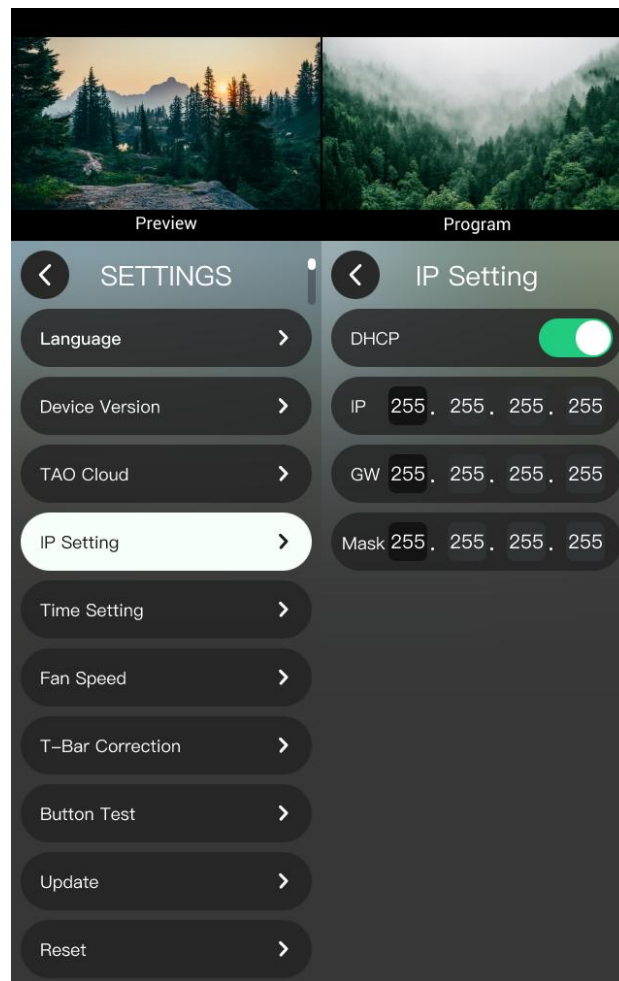 Preview
Program
SETTINGS
Language
Device Version
TAO Cloud
IP Setting
Time Setting
Fan Speed
T-Bar Correction
Button Test
Update
Reset
IP Setting
DHCP
IP 255. 255. 255. 255
GW 255. 255. 255. 255
Mask 255. 255. 255. 255